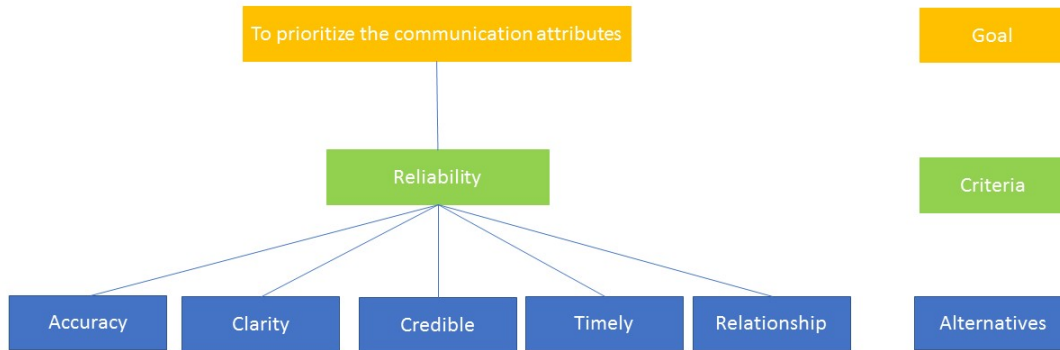 To prioritize the communication attributes
Goal
Reliability
Criteria
Accuracy
Clarity
Credible
Timely
Relationship
Alternatives